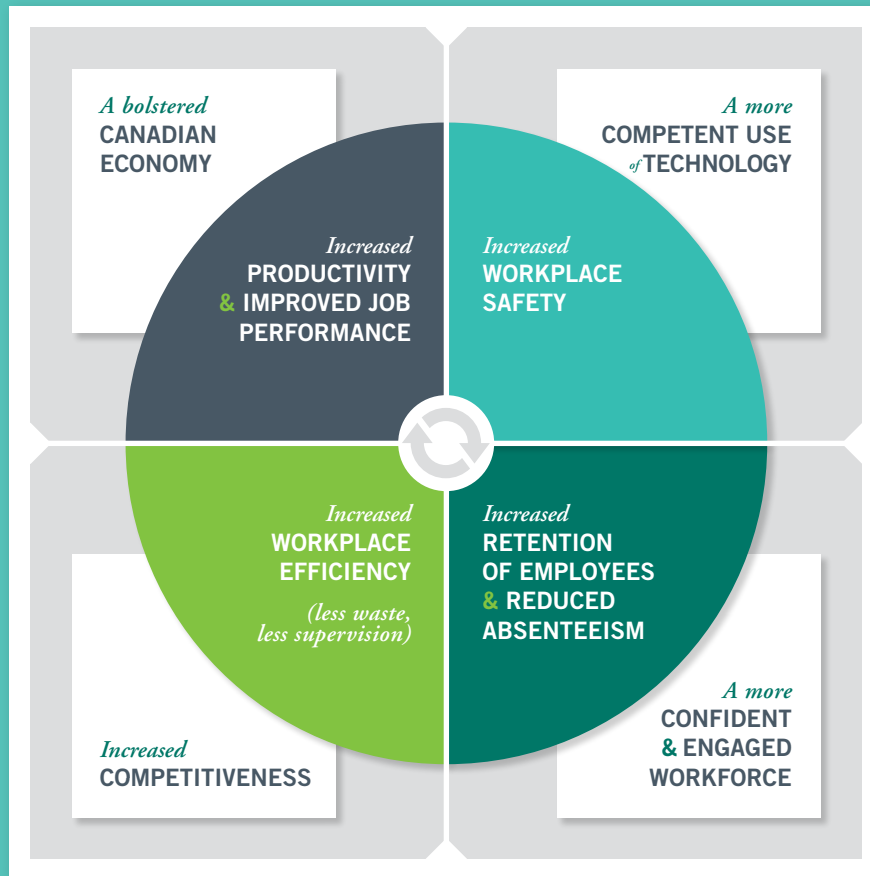 A bolstered
CANADIAN
ECONOMY
A more
COMPETENT USE
of TECHNOLOGY
Increased
PRODUCTIVITY
& IMPROVED JOB
PERFORMANCE
Increased
WORKPLACE
SAFETY
Increased
WORKPLACE
EFFICIENCY
(less waste,
less supervision)
Increased
RETENTION
OF EMPLOYEES
& REDUCED
ABSENTEEISM
Increased
COMPETITIVENESS
A more
CONFIDENT
& ENGAGED
WORKFORCE